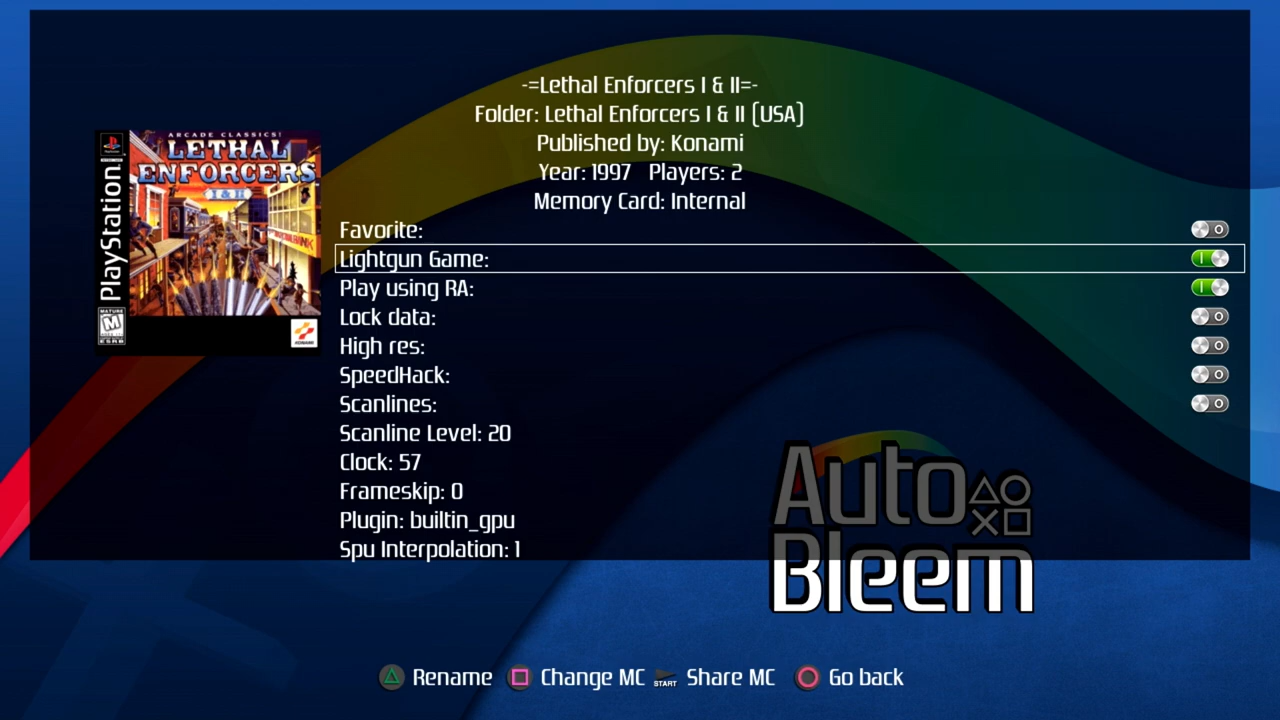 -=Lethal Enforcers I & II=-
Folder: Lethal Enforcers I & II (USA)
Published by: Konami
Year: 1997 Players: 2
Memory Card: Internal
PlayStation
ARCADE CLASSICS!
LETHAL
ENFORCERS
I & II
BANK
MATURE
M
ESRB
KONAMI
Favorite:
Lightgun Game:
Play using RA:
Lock data:
High res:
SpeedHack:
Scanlines:
Scanline Level: 20
Clock: 57
Frameskip: 0
Plugin: builtin_gpu
Spu Interpolation: 1
Auto
Bleem
Rename
Change MC
START
Share MC
Go back